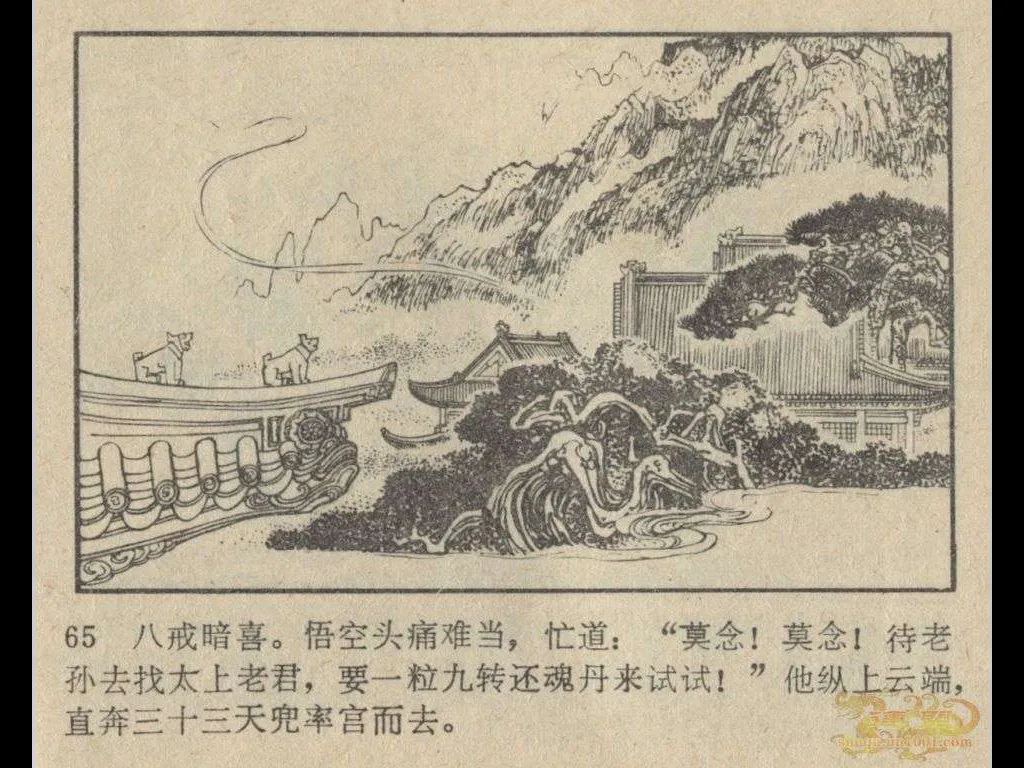 65 八戒暗喜。悟空头痛难当，忙道：“莫念！莫念！待老
孙去找太上老君，要一粒九转还魂丹来试试！”他纵上云端，
直奔三十三天兜率宫而去。